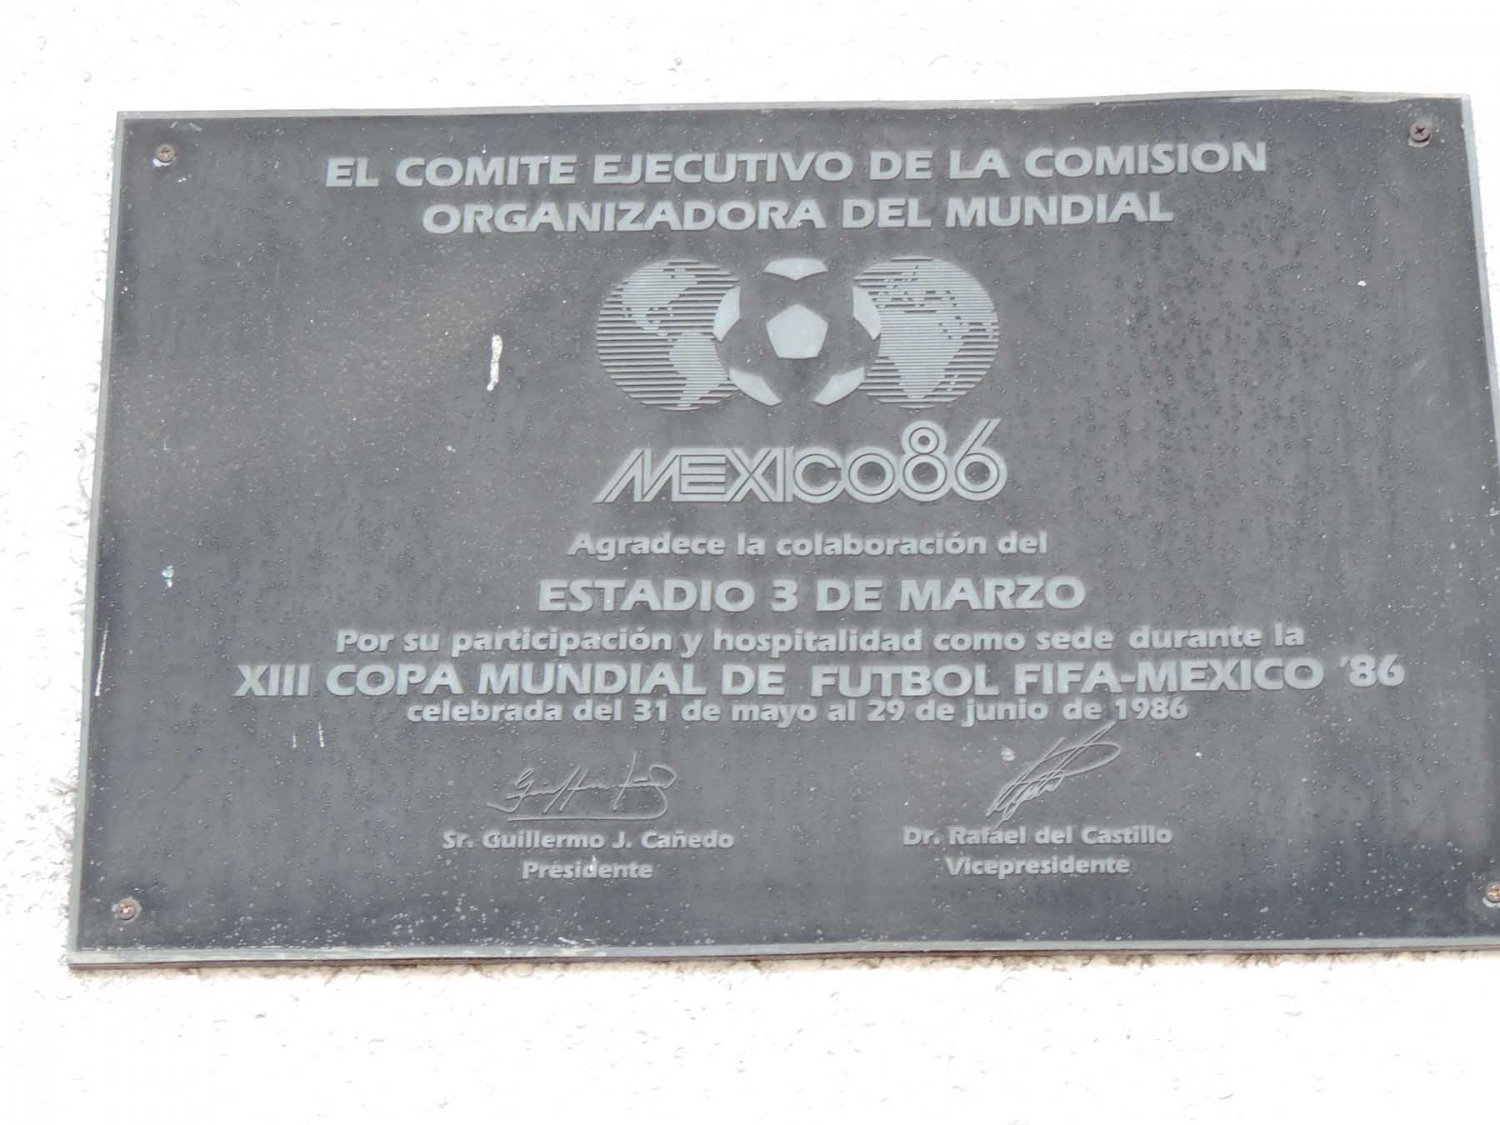 EL COMITE EJECUTIVO DE LA COMISION
ORGANIZADORA DEL MUNDIAL
MEXICO86
Agradece la colaboración del
ESTADIO 3 DE MARZO
Por su participación y hospitalidad como sede durante la
XIII COPA MUNDIAL DE FUTBOL FIFA-MEXICO '86
celebrada del 31 de mayo al 29 de junio de 1986
Sr. Guillermo J. Cañedo
Presidente
Dr. Rafael del Castillo
Vicepresidente